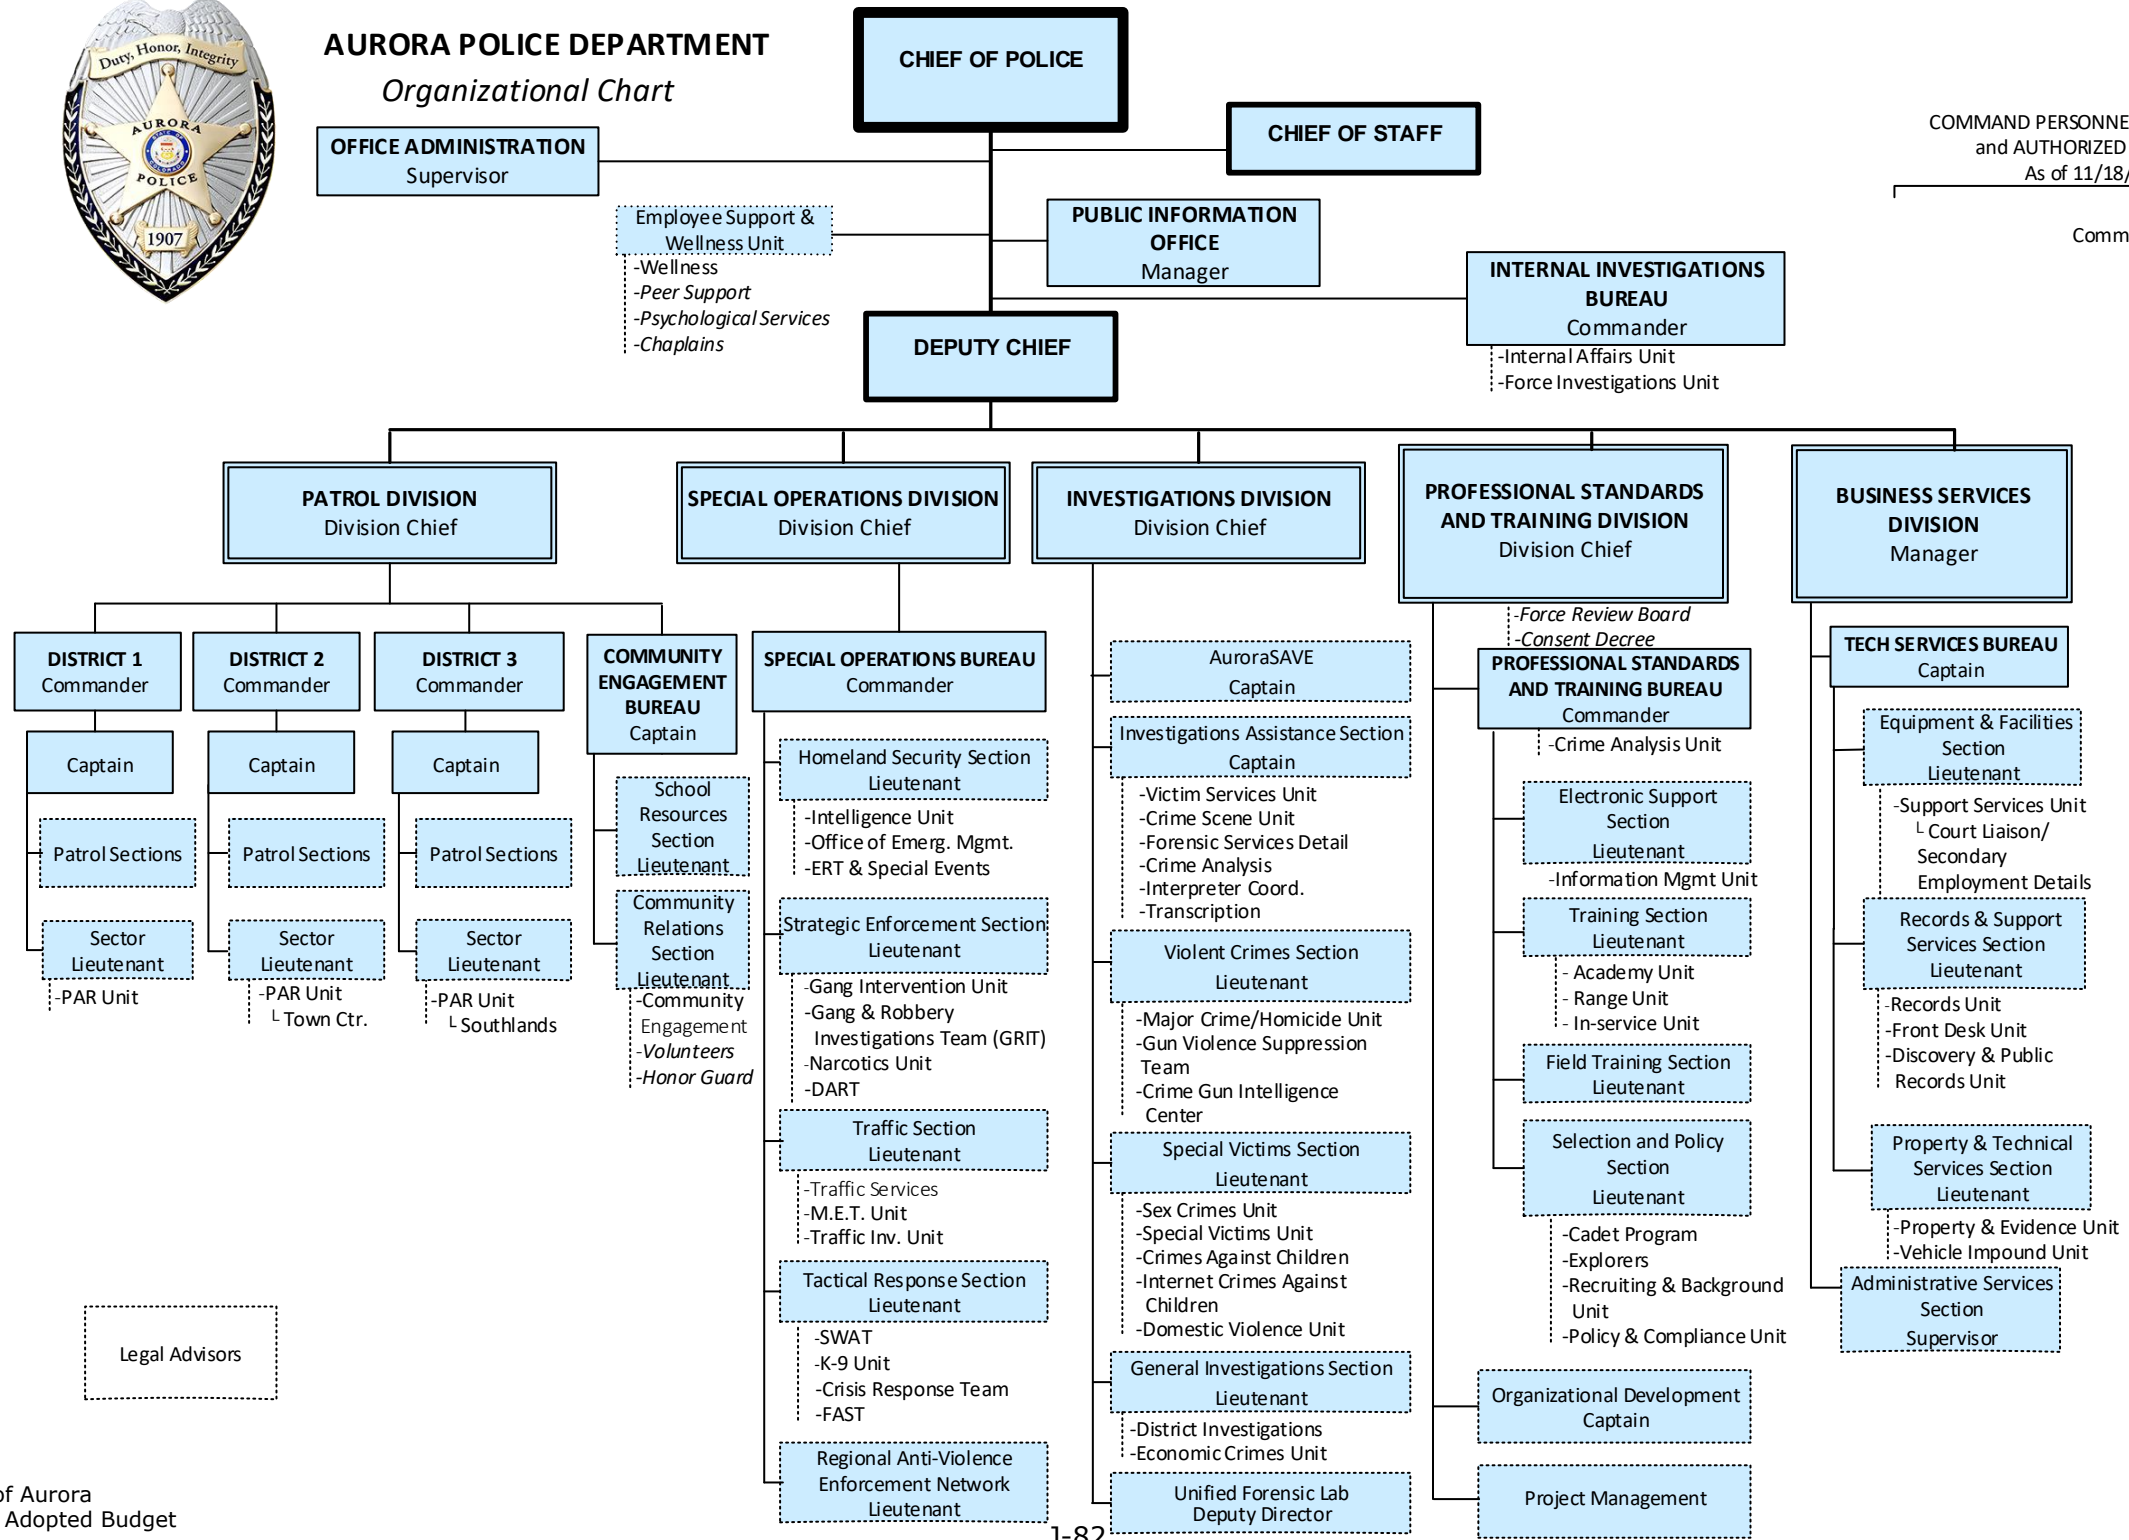 Duty, Honor, Integrity
AURORA
STATE OF
COLORADO
POLICE
1907
AURORA POLICE DEPARTMENT
Organizational Chart
CHIEF OF POLICE
CHIEF OF STAFF
OFFICE ADMINISTRATION
Supervisor
COMMAND PERSONNE
and AUTHORIZED
As of 11/18/
Comm
Employee Support &
Wellness Unit
-Wellness
-Peer Support
-Psychological Services
-Chaplains
PUBLIC INFORMATION
OFFICE
Manager
INTERNAL INVESTIGATIONS
BUREAU
Commander
-Internal Affairs Unit
-Force Investigations Unit
DEPUTY CHIEF
PATROL DIVISION
Division Chief
SPECIAL OPERATIONS DIVISION
Division Chief
INVESTIGATIONS DIVISION
Division Chief
PROFESSIONAL STANDARDS
AND TRAINING DIVISION
Division Chief
BUSINESS SERVICES
DIVISION
Manager
DISTRICT 1
Commander
Captain
Patrol Sections
Sector
Lieutenant
-PAR Unit
DISTRICT 2
Commander
Captain
Patrol Sections
Sector
Lieutenant
-PAR Unit
└ Town Ctr.
DISTRICT 3
Commander
Captain
Patrol Sections
Sector
Lieutenant
-PAR Unit
└ Southlands
COMMUNITY
ENGAGEMENT
BUREAU
Captain
School
Resources
Section
Lieutenant
Community
Relations
Section
Lieutenant
-Community
Engagement
-Volunteers
-Honor Guard
SPECIAL OPERATIONS BUREAU
Commander
Homeland Security Section
Lieutenant
-Intelligence Unit
-Office of Emerg. Mgmt.
-ERT & Special Events
Strategic Enforcement Section
Lieutenant
-Gang Intervention Unit
-Gang & Robbery
Investigations Team (GRIT)
-Narcotics Unit
-DART
Traffic Section
Lieutenant
-Traffic Services
-M.E.T. Unit
-Traffic Inv. Unit
Tactical Response Section
Lieutenant
-SWAT
-K-9 Unit
-Crisis Response Team
-FAST
Regional Anti-Violence
Enforcement Network
Lieutenant
AuroraSAVE
Captain
Investigations Assistance Section
Captain
-Victim Services Unit
-Crime Scene Unit
-Forensic Services Detail
-Crime Analysis
-Interpreter Coord.
-Transcription
Violent Crimes Section
Lieutenant
-Major Crime/Homicide Unit
-Gun Violence Suppression
Team
-Crime Gun Intelligence
Center
Special Victims Section
Lieutenant
-Sex Crimes Unit
-Special Victims Unit
-Crimes Against Children
-Internet Crimes Against
Children
-Domestic Violence Unit
General Investigations Section
Lieutenant
-District Investigations
-Economic Crimes Unit
Unified Forensic Lab
Deputy Director
-Force Review Board
-Consent Decree
PROFESSIONAL STANDARDS
AND TRAINING BUREAU
Commander
-Crime Analysis Unit
Electronic Support
Section
Lieutenant
-Information Mgmt Unit
Training Section
Lieutenant
- Academy Unit
- Range Unit
- In-service Unit
Field Training Section
Lieutenant
Selection and Policy
Section
Lieutenant
-Cadet Program
-Explorers
-Recruiting & Background
Unit
-Policy & Compliance Unit
Organizational Development
Captain
Project Management
TECH SERVICES BUREAU
Captain
Equipment & Facilities
Section
Lieutenant
-Support Services Unit
└ Court Liaison/
Secondary
Employment Details
Records & Support
Services Section
Lieutenant
-Records Unit
-Front Desk Unit
-Discovery & Public
Records Unit
Property & Technical
Services Section
Lieutenant
-Property & Evidence Unit
-Vehicle Impound Unit
Administrative Services
Section
Supervisor
Legal Advisors
of Aurora
Adopted Budget
J-82